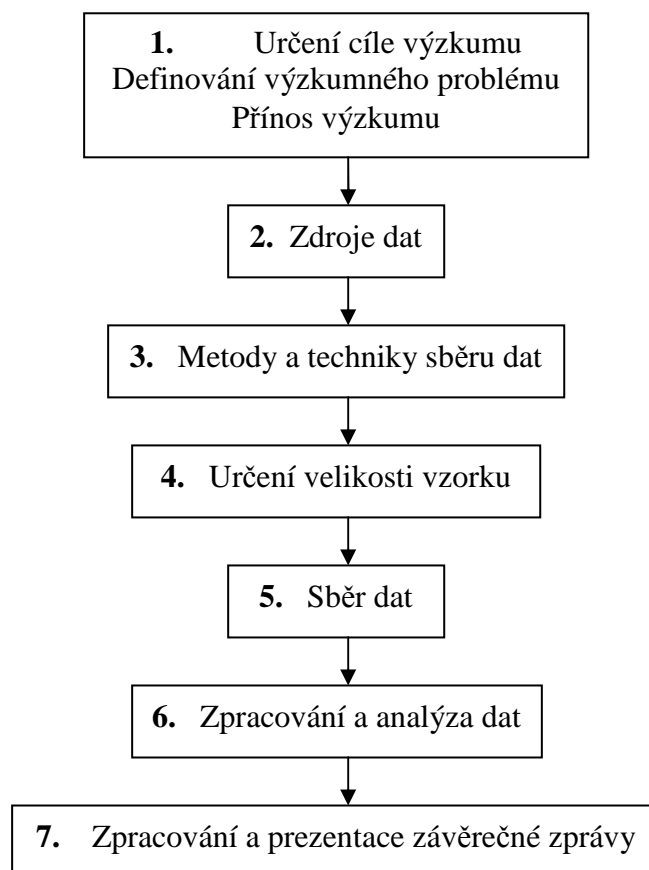 1. Určení cíle výzkumu
Definování výzkumného problému
Přínos výzkumu
2. Zdroje dat
3. Metody a techniky sběru dat
4. Určení velikosti vzorku
5. Sběr dat
6. Zpracování a analýza dat
7. Zpracování a prezentace závěrečné zprávy